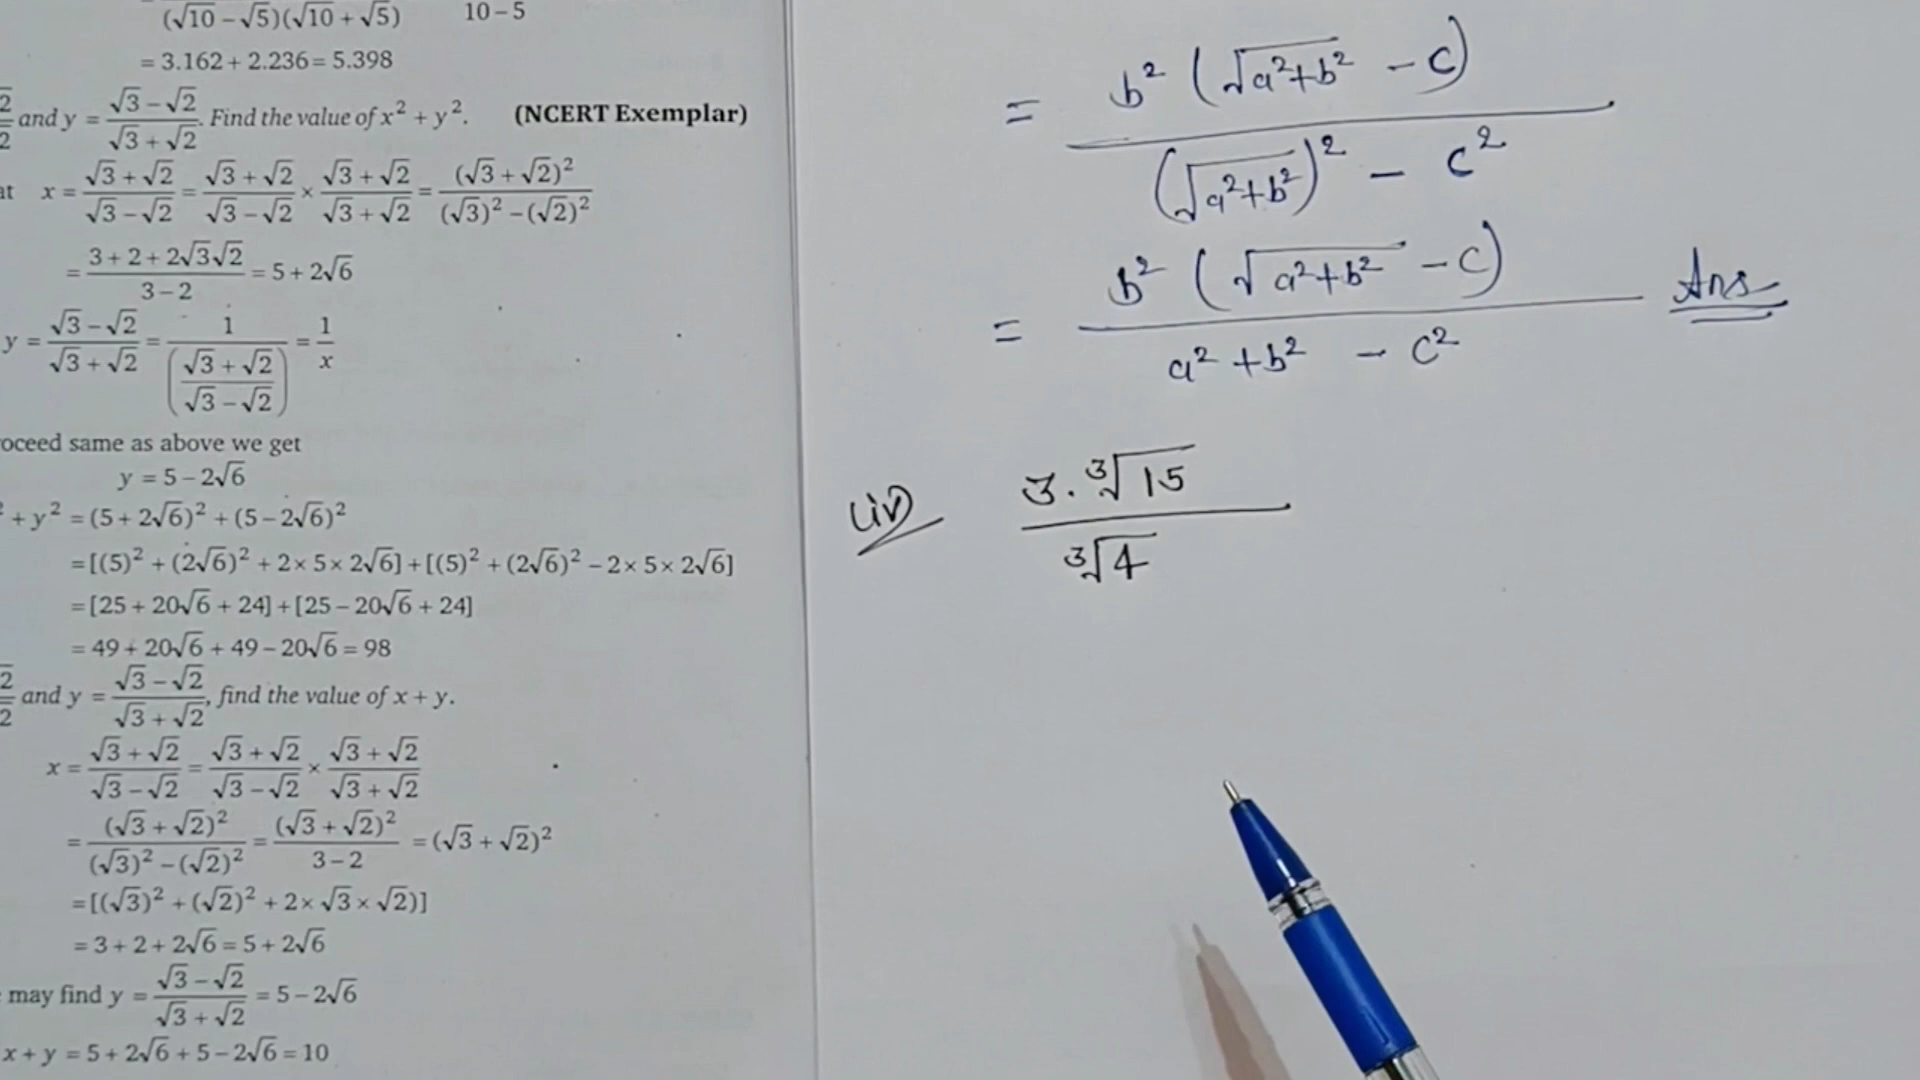 (√10 − √5)(√10 + √5) 10 − 5
= 3.162 + 2.236 = 5.398
and y = (√3 − √2)/(√3 + √2). Find the value of x² + y². (NCERT Exemplar)
x = (√3 + √2)/(√3 − √2) = (√3 + √2)/(√3 − √2) × (√3 + √2)/(√3 + √2) = (√3 + √2)²/((√3)² − (√2)²)
= (3 + 2 + 2√3√2)/(3 − 2) = 5 + 2√6
y = (√3 − √2)/(√3 + √2) = 1/((√3 + √2)/(√3 − √2)) = 1/x
oceed same as above we get
y = 5 − 2√6
+ y² = (5 + 2√6)² + (5 − 2√6)²
= [(5)² + (2√6)² + 2 × 5 × 2√6] + [(5)² + (2√6)² − 2 × 5 × 2√6]
= [25 + 20√6 + 24] + [25 − 20√6 + 24]
= 49 + 20√6 + 49 − 20√6 = 98
and y = (√3 − √2)/(√3 + √2), find the value of x + y.
x = (√3 + √2)/(√3 − √2) = (√3 + √2)/(√3 − √2) × (√3 + √2)/(√3 + √2)
= (√3 + √2)²/((√3)² − (√2)²) = (√3 + √2)²/(3 − 2) = (√3 + √2)²
= [(√3)² + (√2)² + 2 × √3 × √2)]
= 3 + 2 + 2√6 = 5 + 2√6
may find y = (√3 − √2)/(√3 + √2) = 5 − 2√6
x + y = 5 + 2√6 + 5 − 2√6 = 10
= b² (√(a²+b²) − c) / ((√(a²+b²))² − c²)
= b² (√(a²+b²) − c) / (a² + b² − c²) Ans
(iv) 3.∛15 / ∛4